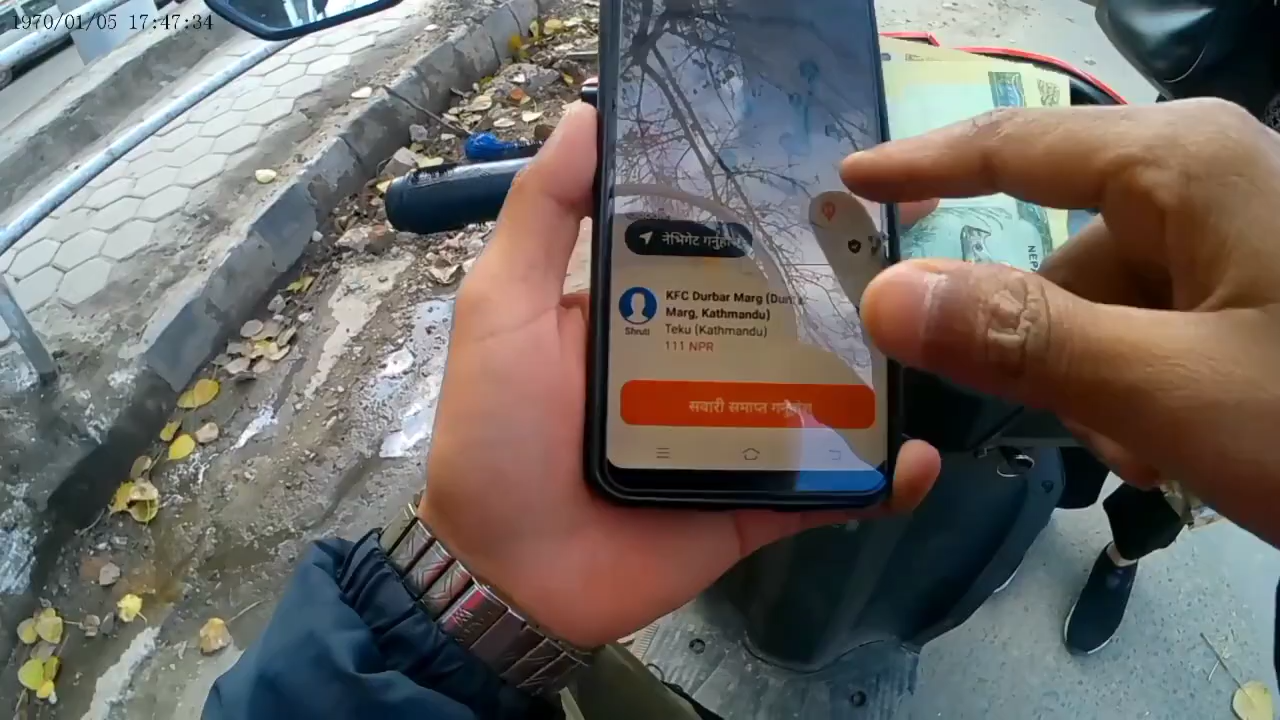 1970/01/05 17:47:34
नेभिगेट गर्नुहोस्
KFC Durbar Marg (Durbar
Marg, Kathmandu)
Shruti
Teku (Kathmandu)
111 NPR
सवारी समाप्त गर्नुहोस्
NEP